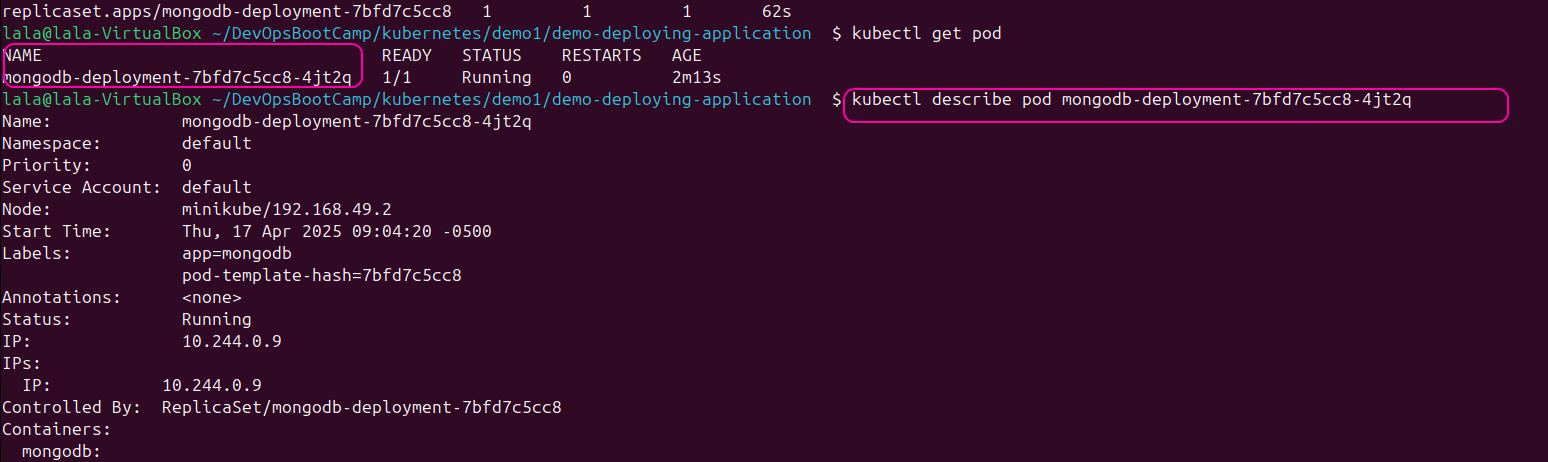 replicaset.apps/mongodb-deployment-7bfd7c5cc8   1         1         1       62s
lala@lala-VirtualBox ~/DevOpsBootCamp/kubernetes/demo1/demo-deploying-application  $ kubectl get pod
NAME                                  READY   STATUS    RESTARTS   AGE
mongodb-deployment-7bfd7c5cc8-4jt2q   1/1     Running   0          2m13s
lala@lala-VirtualBox ~/DevOpsBootCamp/kubernetes/demo1/demo-deploying-application  $ kubectl describe pod mongodb-deployment-7bfd7c5cc8-4jt2q
Name:             mongodb-deployment-7bfd7c5cc8-4jt2q
Namespace:        default
Priority:         0
Service Account:  default
Node:             minikube/192.168.49.2
Start Time:       Thu, 17 Apr 2025 09:04:20 -0500
Labels:           app=mongodb
                  pod-template-hash=7bfd7c5cc8
Annotations:      <none>
Status:           Running
IP:               10.244.0.9
IPs:
  IP:           10.244.0.9
Controlled By:  ReplicaSet/mongodb-deployment-7bfd7c5cc8
Containers:
  mongodb: